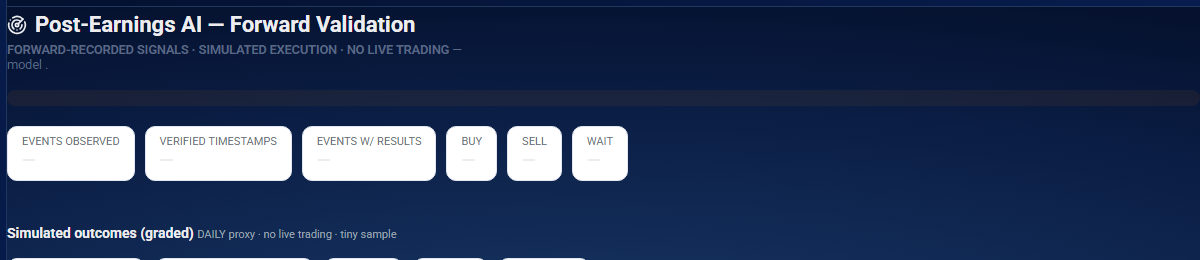 Post-Earnings AI — Forward Validation
FORWARD-RECORDED SIGNALS · SIMULATED EXECUTION · NO LIVE TRADING —
model .
EVENTS OBSERVED
—
VERIFIED TIMESTAMPS
—
EVENTS W/ RESULTS
—
BUY
—
SELL
—
WAIT
—
Simulated outcomes (graded) DAILY proxy · no live trading · tiny sample